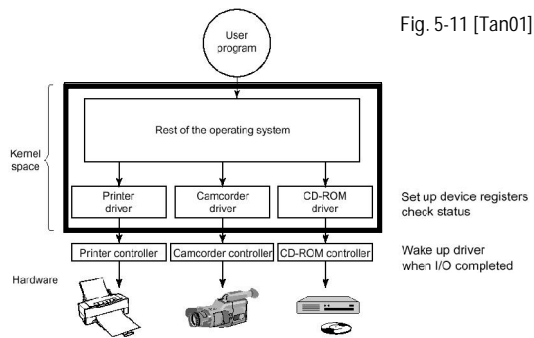 Fig. 5-11 [Tan01]
User
program
Rest of the operating system
Kernel
space
Printer
driver
Camcorder
driver
CD-ROM
driver
Set up device registers
check status
Printer controller
Camcorder controller
CD-ROM controller
Wake up driver
when I/O completed
Hardware